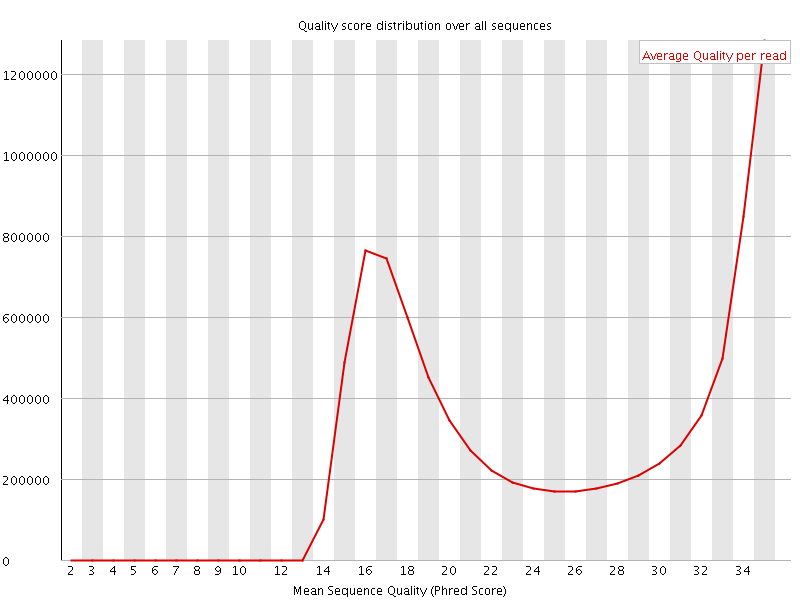 Quality score distribution over all sequences
Average Quality per read
1200000
1000000
800000
600000
400000
200000
0
2 3 4 5 6 7 8 9 10 12 14 16 18 20 22 24 26 28 30 32 34
Mean Sequence Quality (Phred Score)